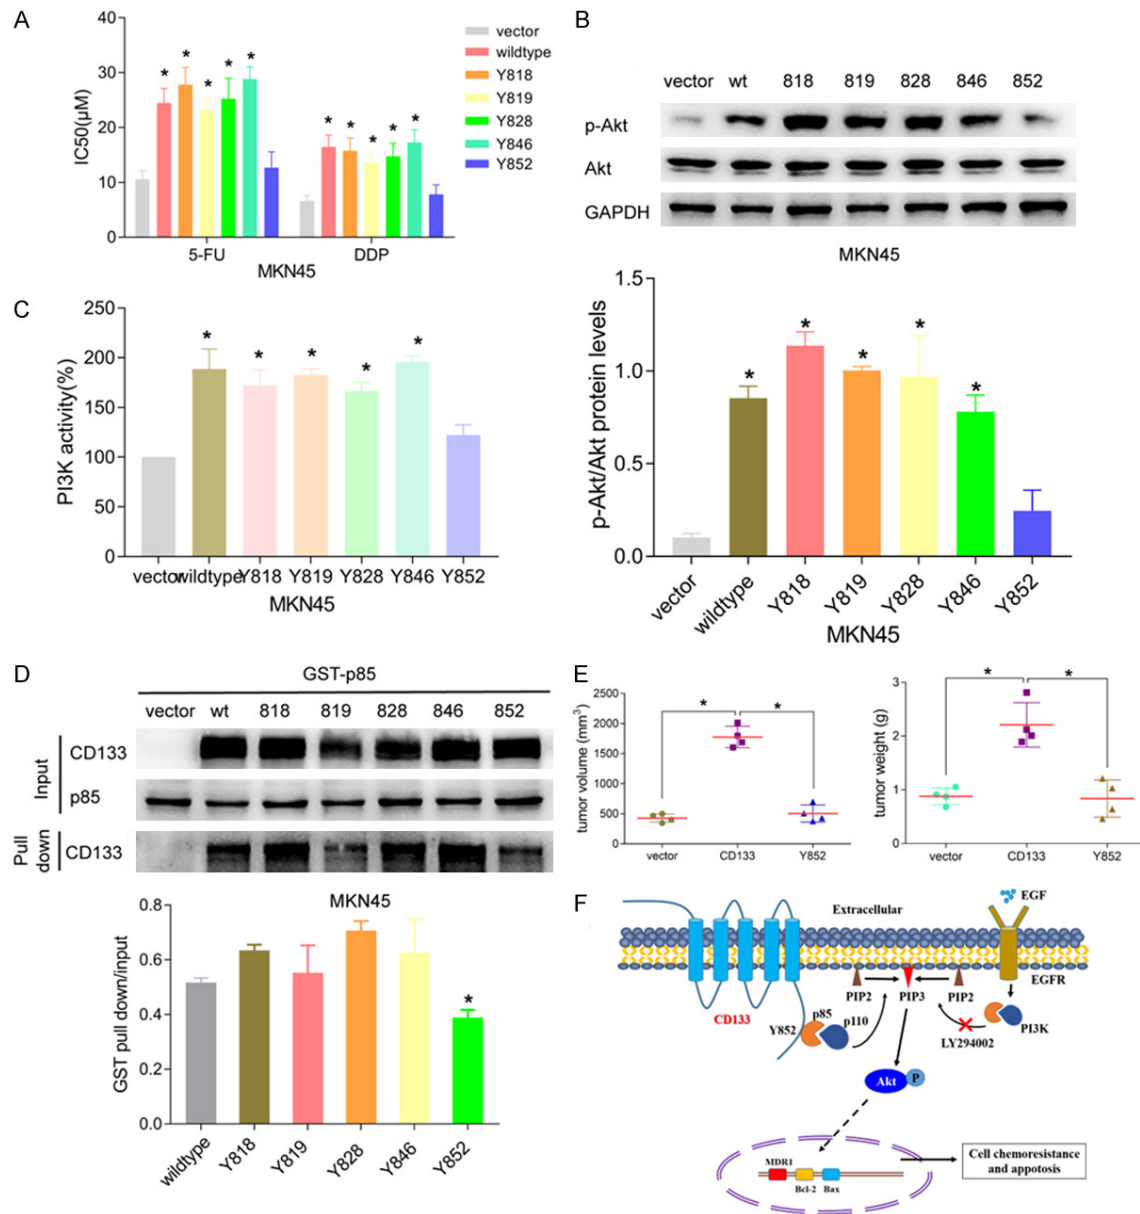 A
IC50(µM)
40
30
20
10
0
* * * * *
* * * * *
5-FU DDP
MKN45
vector
wildtype
Y818
Y819
Y828
Y846
Y852
B
vector wt 818 819 828 846 852
p-Akt
Akt
GAPDH
MKN45
p-Akt/Akt protein levels
1.5
1.0
0.5
0.0
* * * * *
vector wildtype Y818 Y819 Y828 Y846 Y852
MKN45
C
PI3K activity(%)
250
200
150
100
50
0
* * * * *
vector wildtype Y818 Y819 Y828 Y846 Y852
MKN45
D
GST-p85
vector wt 818 819 828 846 852
Input
CD133
p85
Pull down
CD133
MKN45
GST pull down/input
0.8
0.6
0.4
0.2
0.0
*
wildtype Y818 Y819 Y828 Y846 Y852
E
tumor volume (mm3)
2500
2000
1500
1000
500
0
* *
vector CD133 Y852
tumor weight (g)
3
2
1
0
* *
vector CD133 Y852
F
EGF
Extracellular
EGFR
PIP2 PIP3 PIP2
CD133
Y852 p85 p110
PI3K
LY294002
Akt P
MDR1
Bcl-2 Bax
Cell chemoresistance
and appotosis